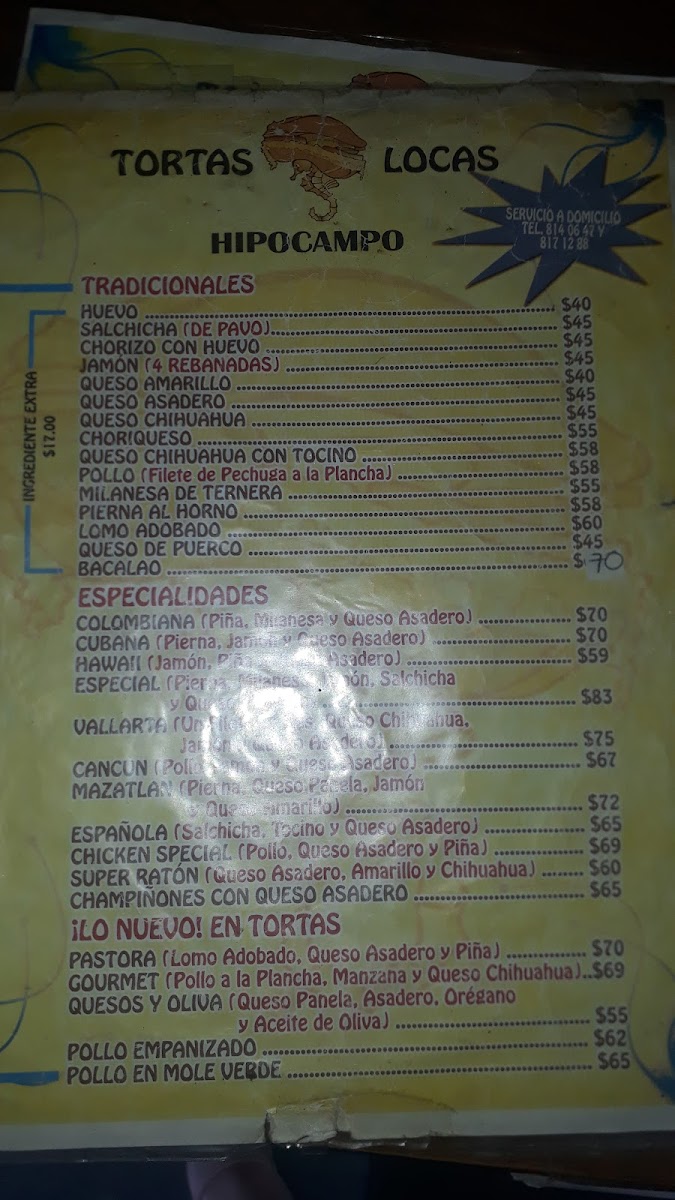 TORTAS LOCAS
HIPOCAMPO
SERVICIO A DOMICILIO
TEL. 814 06 47 Y
817 12 88
TRADICIONALES
INGREDIENTE EXTRA
$17.00
HUEVO $40
SALCHICHA (DE PAVO) $45
CHORIZO CON HUEVO $45
JAMÓN (4 REBANADAS) $45
QUESO AMARILLO $40
QUESO ASADERO $45
QUESO CHIHUAHUA $45
CHORIQUESO $55
QUESO CHIHUAHUA CON TOCINO $58
POLLO (Filete de Pechuga a la Plancha) $58
MILANESA DE TERNERA $55
PIERNA AL HORNO $58
LOMO ADOBADO $60
QUESO DE PUERCO $45
BACALAO $70
ESPECIALIDADES
COLOMBIANA (Piña, Milanesa y Queso Asadero) $70
CUBANA (Pierna, Jamón y Queso Asadero) $70
HAWAII (Jamón, Piña Asadero) $59
ESPECIAL (Pierna, Milanesa, Jamón, Salchicha
y $83
VALLARTA Queso Chihuahua,
$75
CANCUN (Pollo, y Queso Asadero) $67
MAZATLAN (Pierna, Queso Panela, Jamón
y Queso Amarillo) $72
ESPAÑOLA (Salchicha, Tocino y Queso Asadero) $65
CHICKEN SPECIAL (Pollo, Queso Asadero y Piña) $69
SUPER RATÓN (Queso Asadero, Amarillo y Chihuahua) $60
CHAMPIÑONES CON QUESO ASADERO $65
¡LO NUEVO! EN TORTAS
PASTORA (Lomo Adobado, Queso Asadero y Piña) $70
GOURMET (Pollo a la Plancha, Manzana y Queso Chihuahua)..$69
QUESOS Y OLIVA (Queso Panela, Asadero, Orégano
y Aceite de Oliva) $55
POLLO EMPANIZADO $62
POLLO EN MOLE VERDE $65